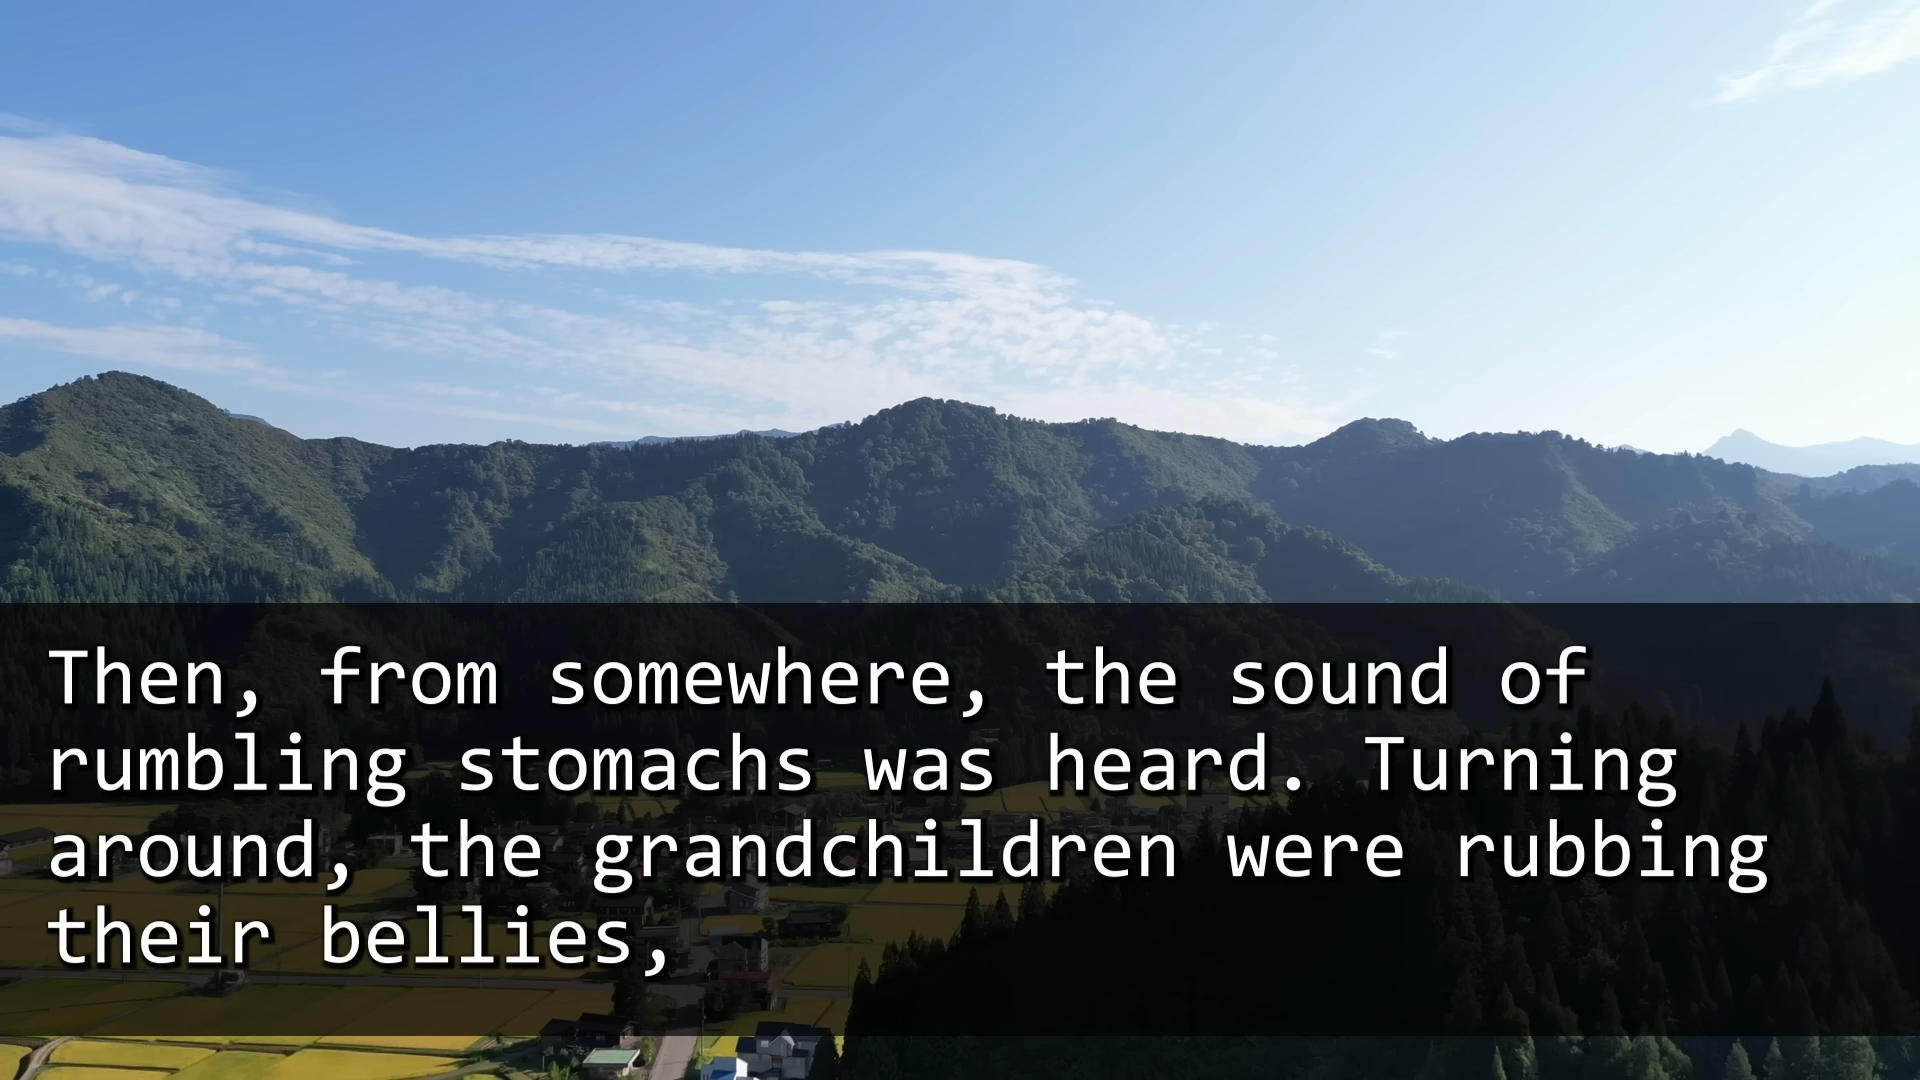 Then, from somewhere, the sound of
rumbling stomachs was heard. Turning
around, the grandchildren were rubbing
their bellies,